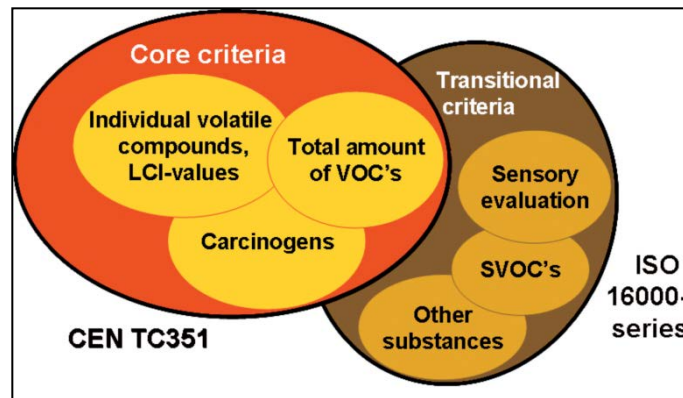 Core criteria
Individual volatile
compounds,
LCI-values
Total amount
of VOC's
Carcinogens
CEN TC351
Transitional
criteria
Sensory
evaluation
SVOC's
Other
substances
ISO
16000-
series